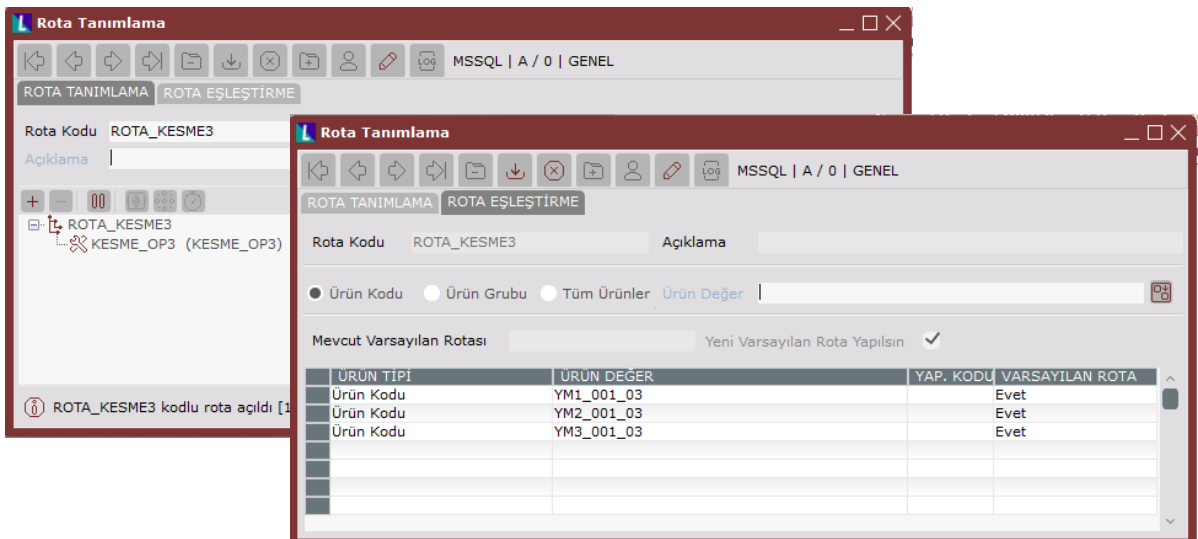 Rota Tanımlama
MSSQL | A / 0 | GENEL
ROTA TANIMLAMA ROTA EŞLEŞTİRME
Rota Kodu ROTA_KESME3
Açıklama
ROTA_KESME3
KESME_OP3 (KESME_OP3)
ROTA_KESME3 kodlu rota açıldı [1
Rota Tanımlama
LOG MSSQL | A / 0 | GENEL
ROTA TANIMLAMA ROTA EŞLEŞTİRME
Rota Kodu ROTA_KESME3 Açıklama
Ürün Kodu Ürün Grubu Tüm Ürünler Ürün Değer
Mevcut Varsayılan Rotası Yeni Varsayılan Rota Yapılsın
ÜRÜN TİPİ ÜRÜN DEĞER YAP. KODU VARSAYILAN ROTA
Ürün Kodu YM1_001_03 Evet
Ürün Kodu YM2_001_03 Evet
Ürün Kodu YM3_001_03 Evet